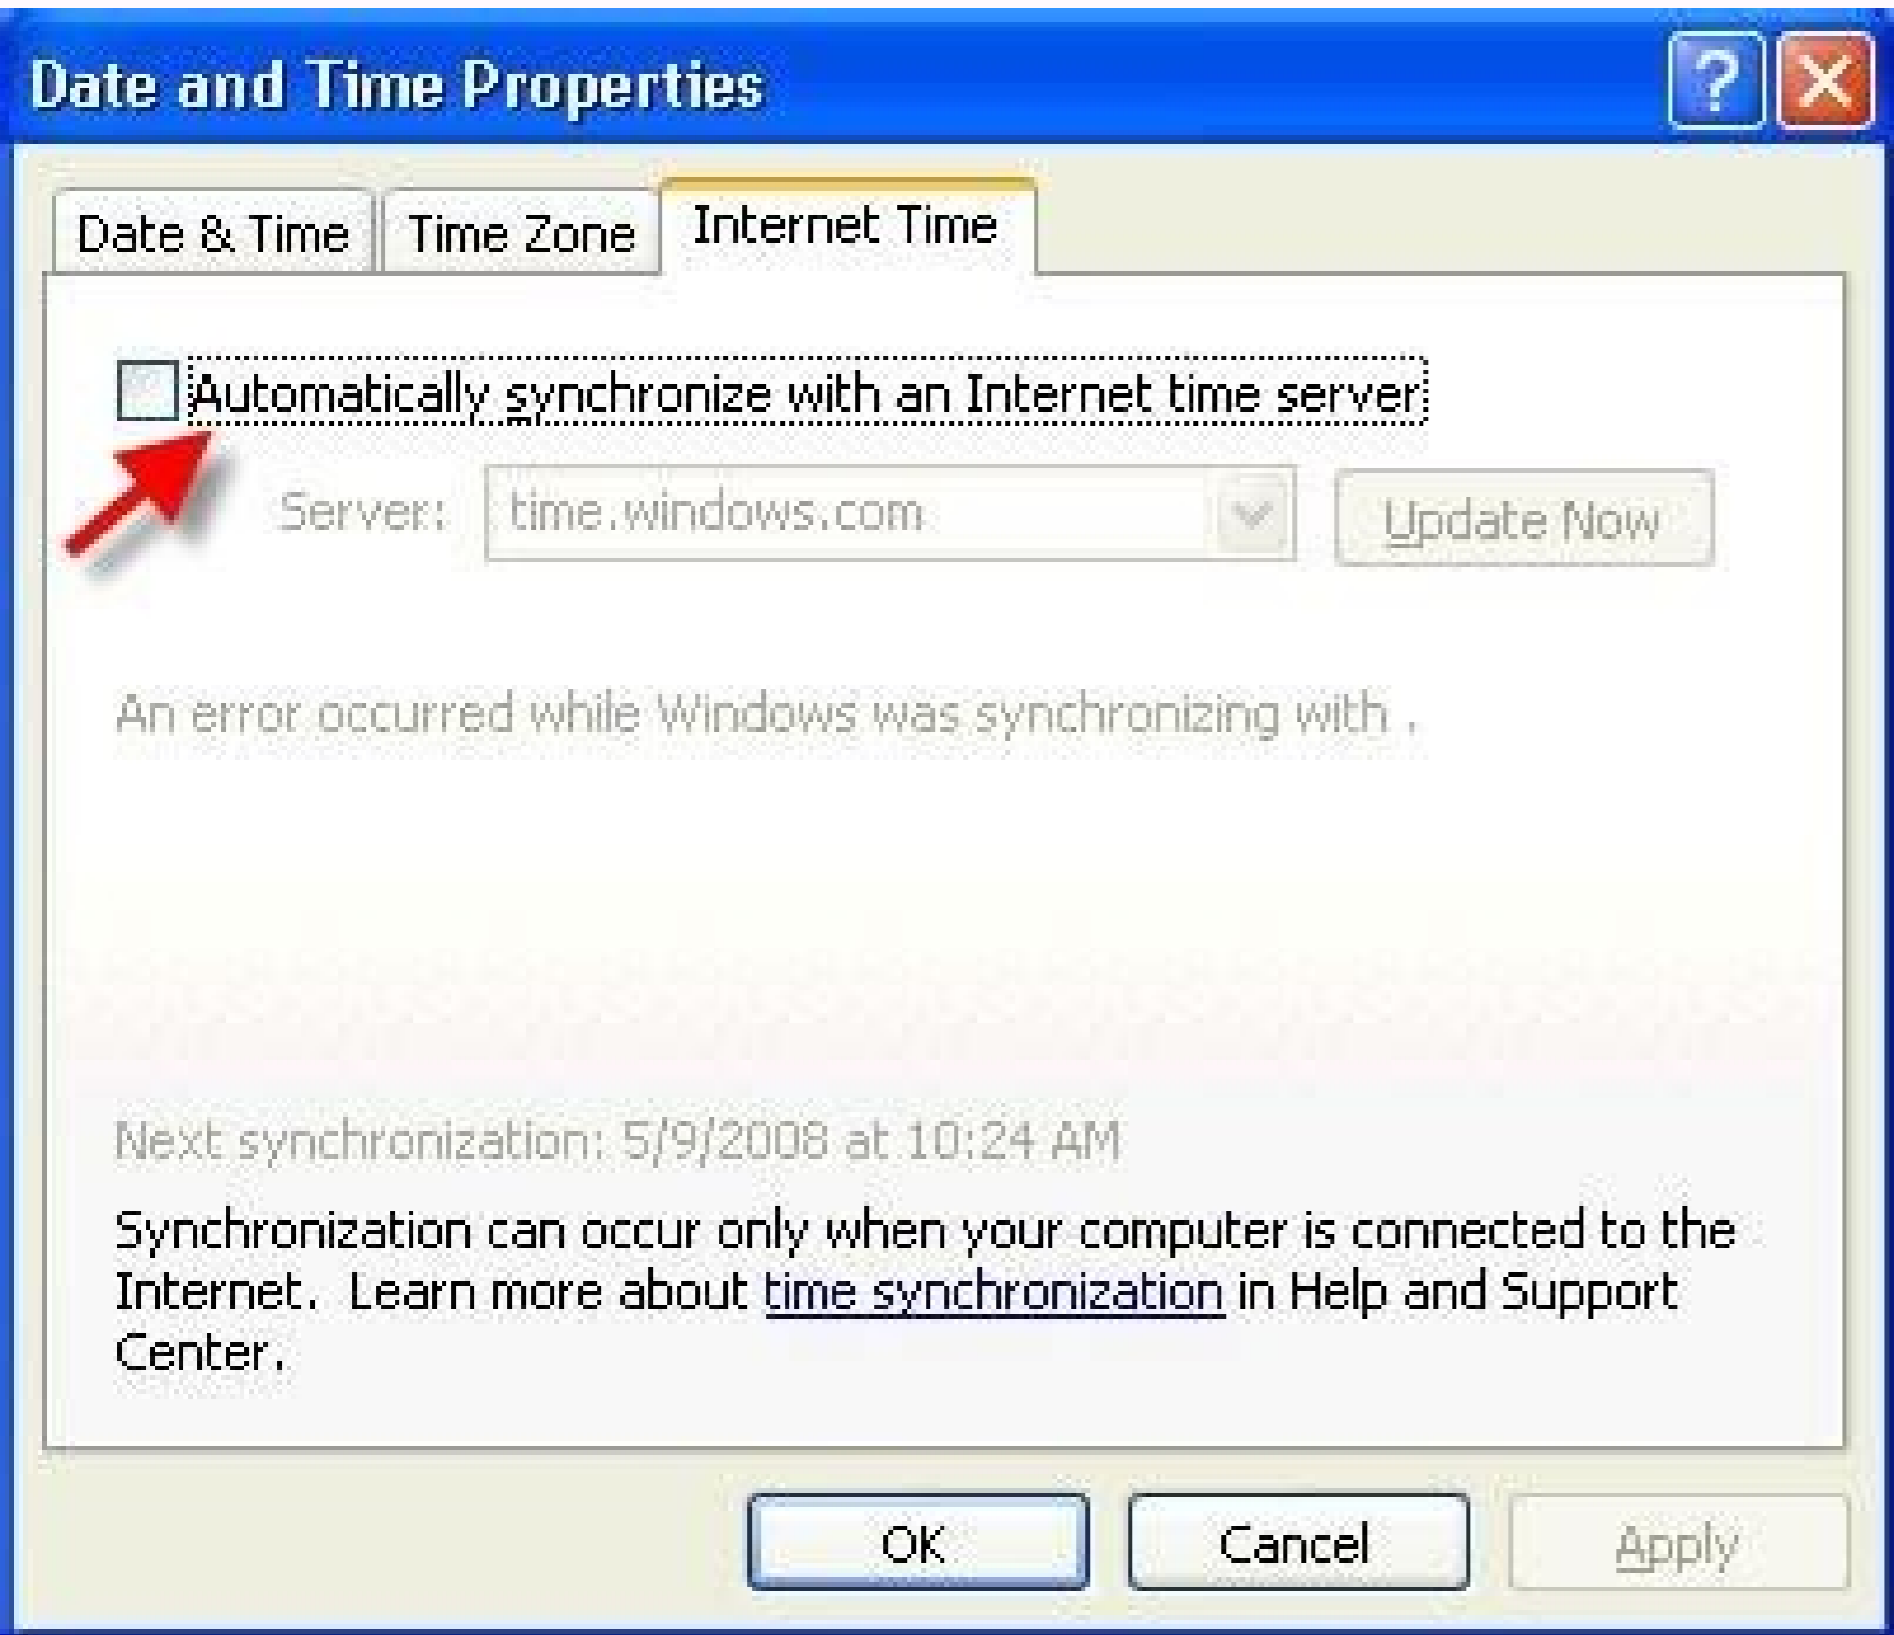 Date and Time Properties
Date & Time
Time Zone
Internet Time
Automatically synchronize with an Internet time server
Server:
time.windows.com
Update Now
An error occurred while Windows was synchronizing with .
Next synchronization: 5/9/2008 at 10:24 AM
Synchronization can occur only when your computer is connected to the
Internet. Learn more about time synchronization in Help and Support
Center.
OK
Cancel
Apply